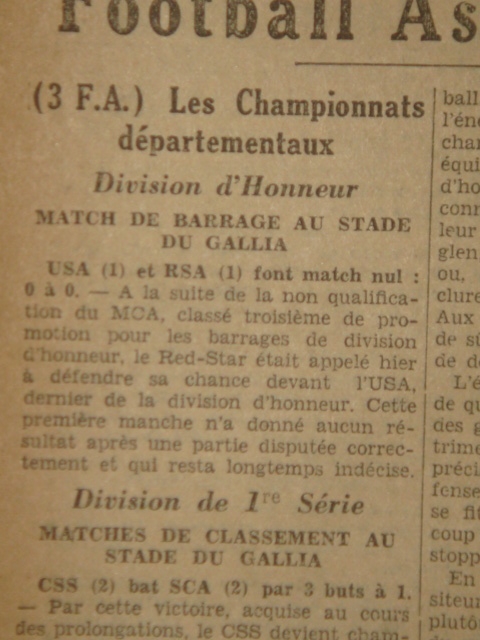 Football As
(3 F.A.) Les Championnats
départementaux
Division d'Honneur
MATCH DE BARRAGE AU STADE
DU GALLIA
USA (1) et RSA (1) font match nul :
0 à 0. — A la suite de la non qualifica-
tion du MCA, classé troisième de pro-
motion pour les barrages de division
d'honneur, le Red-Star était appelé hier
à défendre sa chance devant l'USA,
dernier de la division d'honneur. Cette
première manche n'a donné aucun ré-
sultat après une partie disputée correc-
tement et qui resta longtemps indécise.
Division de 1re Série
MATCHES DE CLASSEMENT AU
STADE DU GALLIA
CSS (2) bat SCA (2) par 3 buts à 1.
— Par cette victoire, acquise au cours
des prolongations, le CSS devient cham-
ball
l'éne
char
équi
d'ho
conn
leur
glen
ou,
clure
Aux
de sû
de de
L'é
de qu
des g
trime
préci
fense
se fit
coup
stopp
En
siteur
plutô